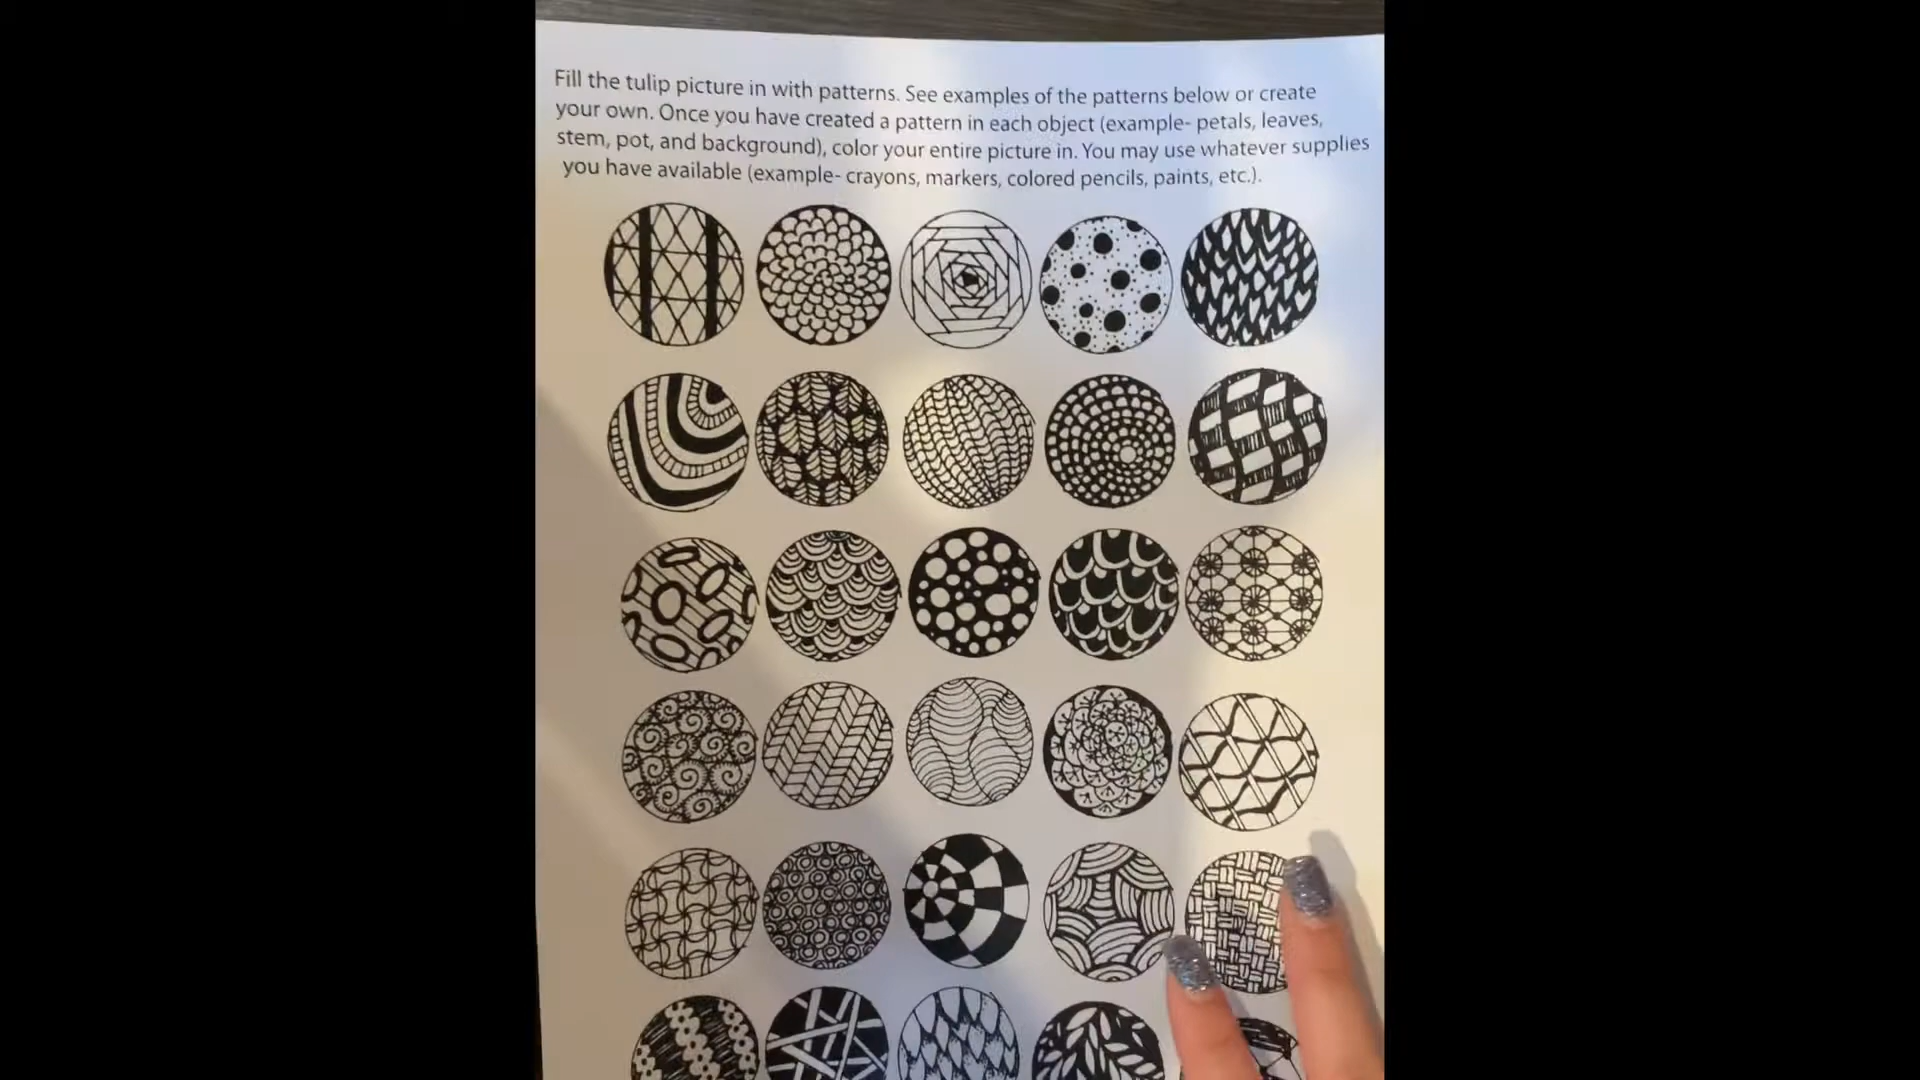 Fill the tulip picture in with patterns. See examples of the patterns below or create
your own. Once you have created a pattern in each object (example- petals, leaves,
stem, pot, and background), color your entire picture in. You may use whatever supplies
you have available (example- crayons, markers, colored pencils, paints, etc.).